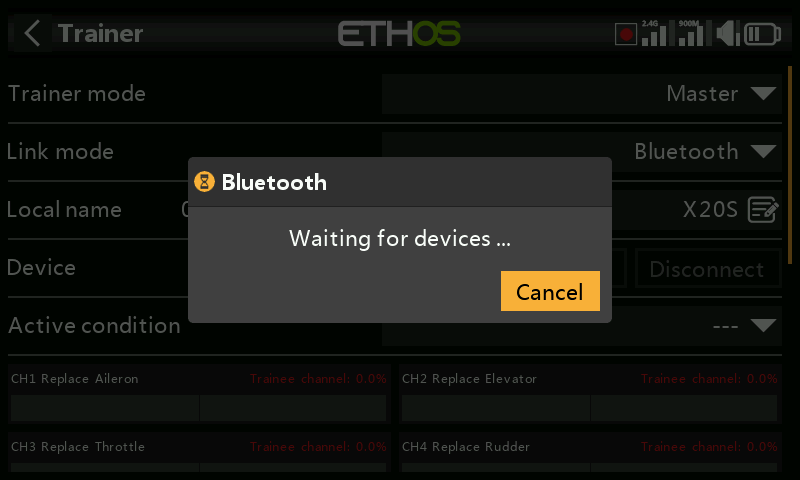 Trainer
ETHOS
2.4G
900M
Trainer mode
Master
Link mode
Bluetooth
Local name
0
X20S
Device
Disconnect
Active condition
---
Bluetooth
Waiting for devices ...
Cancel
CH1 Replace Aileron
Trainee channel: 0.0%
CH2 Replace Elevator
Trainee channel: 0.0%
CH3 Replace Throttle
Trainee channel: 0.0%
CH4 Replace Rudder
Trainee channel: 0.0%